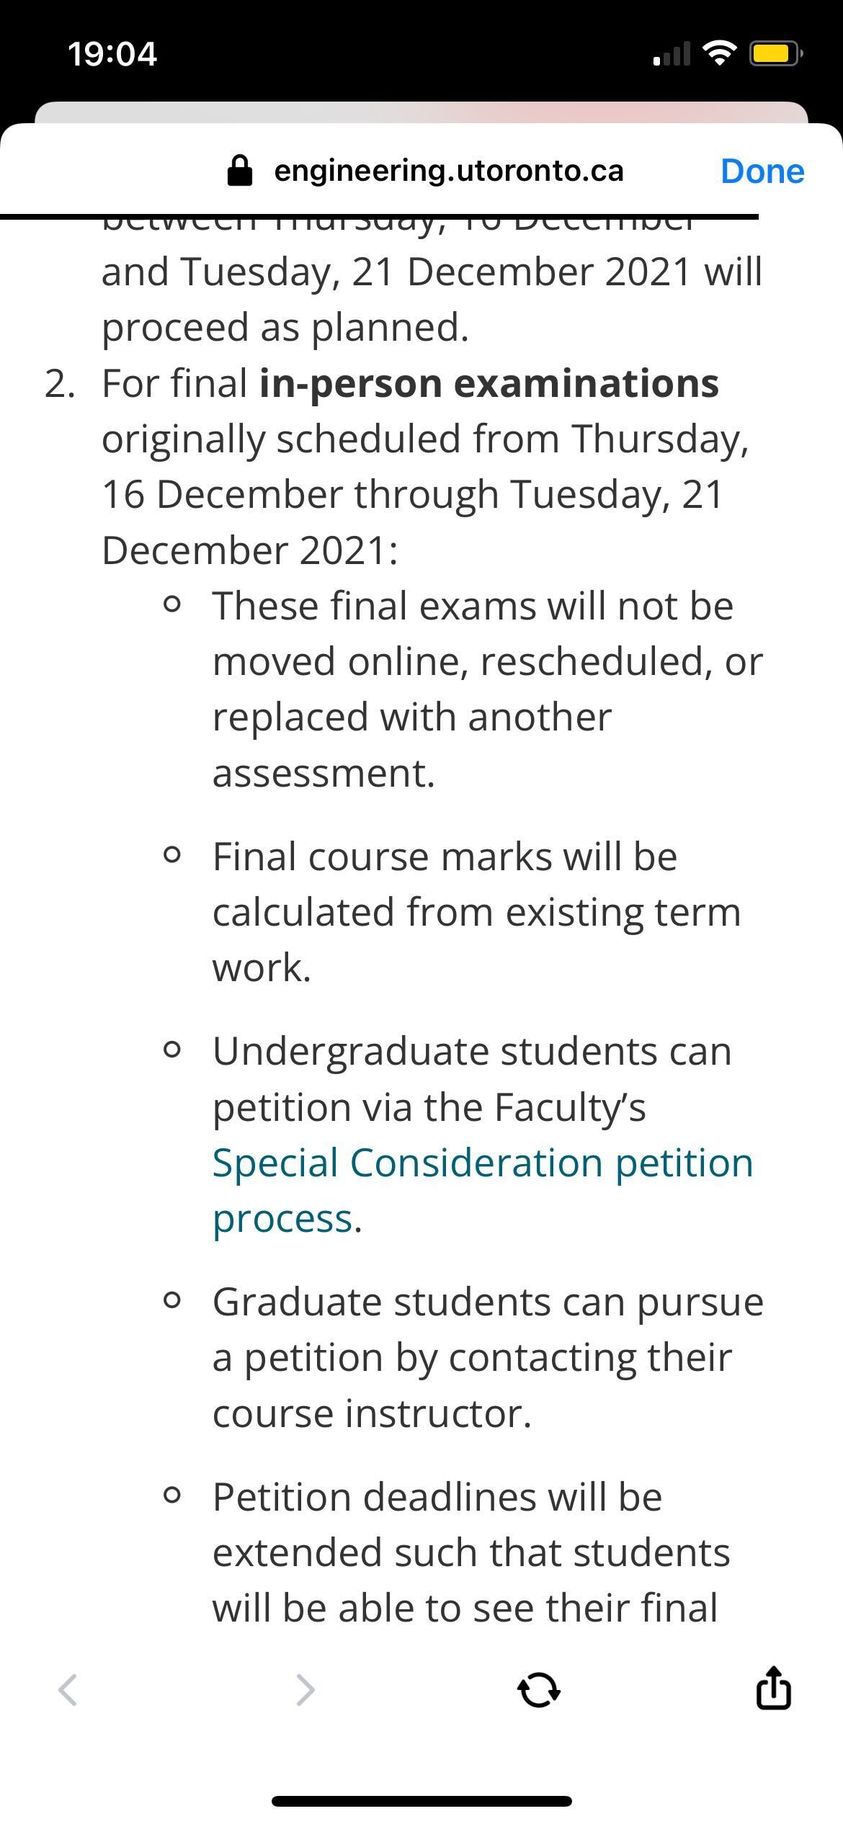 19:04
engineering.utoronto.ca
Done
between Thursday, 16 December
and Tuesday, 21 December 2021 will
proceed as planned.
2. For final in-person examinations
originally scheduled from Thursday,
16 December through Tuesday, 21
December 2021:
These final exams will not be
moved online, rescheduled, or
replaced with another
assessment.
Final course marks will be
calculated from existing term
work.
Undergraduate students can
petition via the Faculty’s
Special Consideration petition
process.
Graduate students can pursue
a petition by contacting their
course instructor.
Petition deadlines will be
extended such that students
will be able to see their final